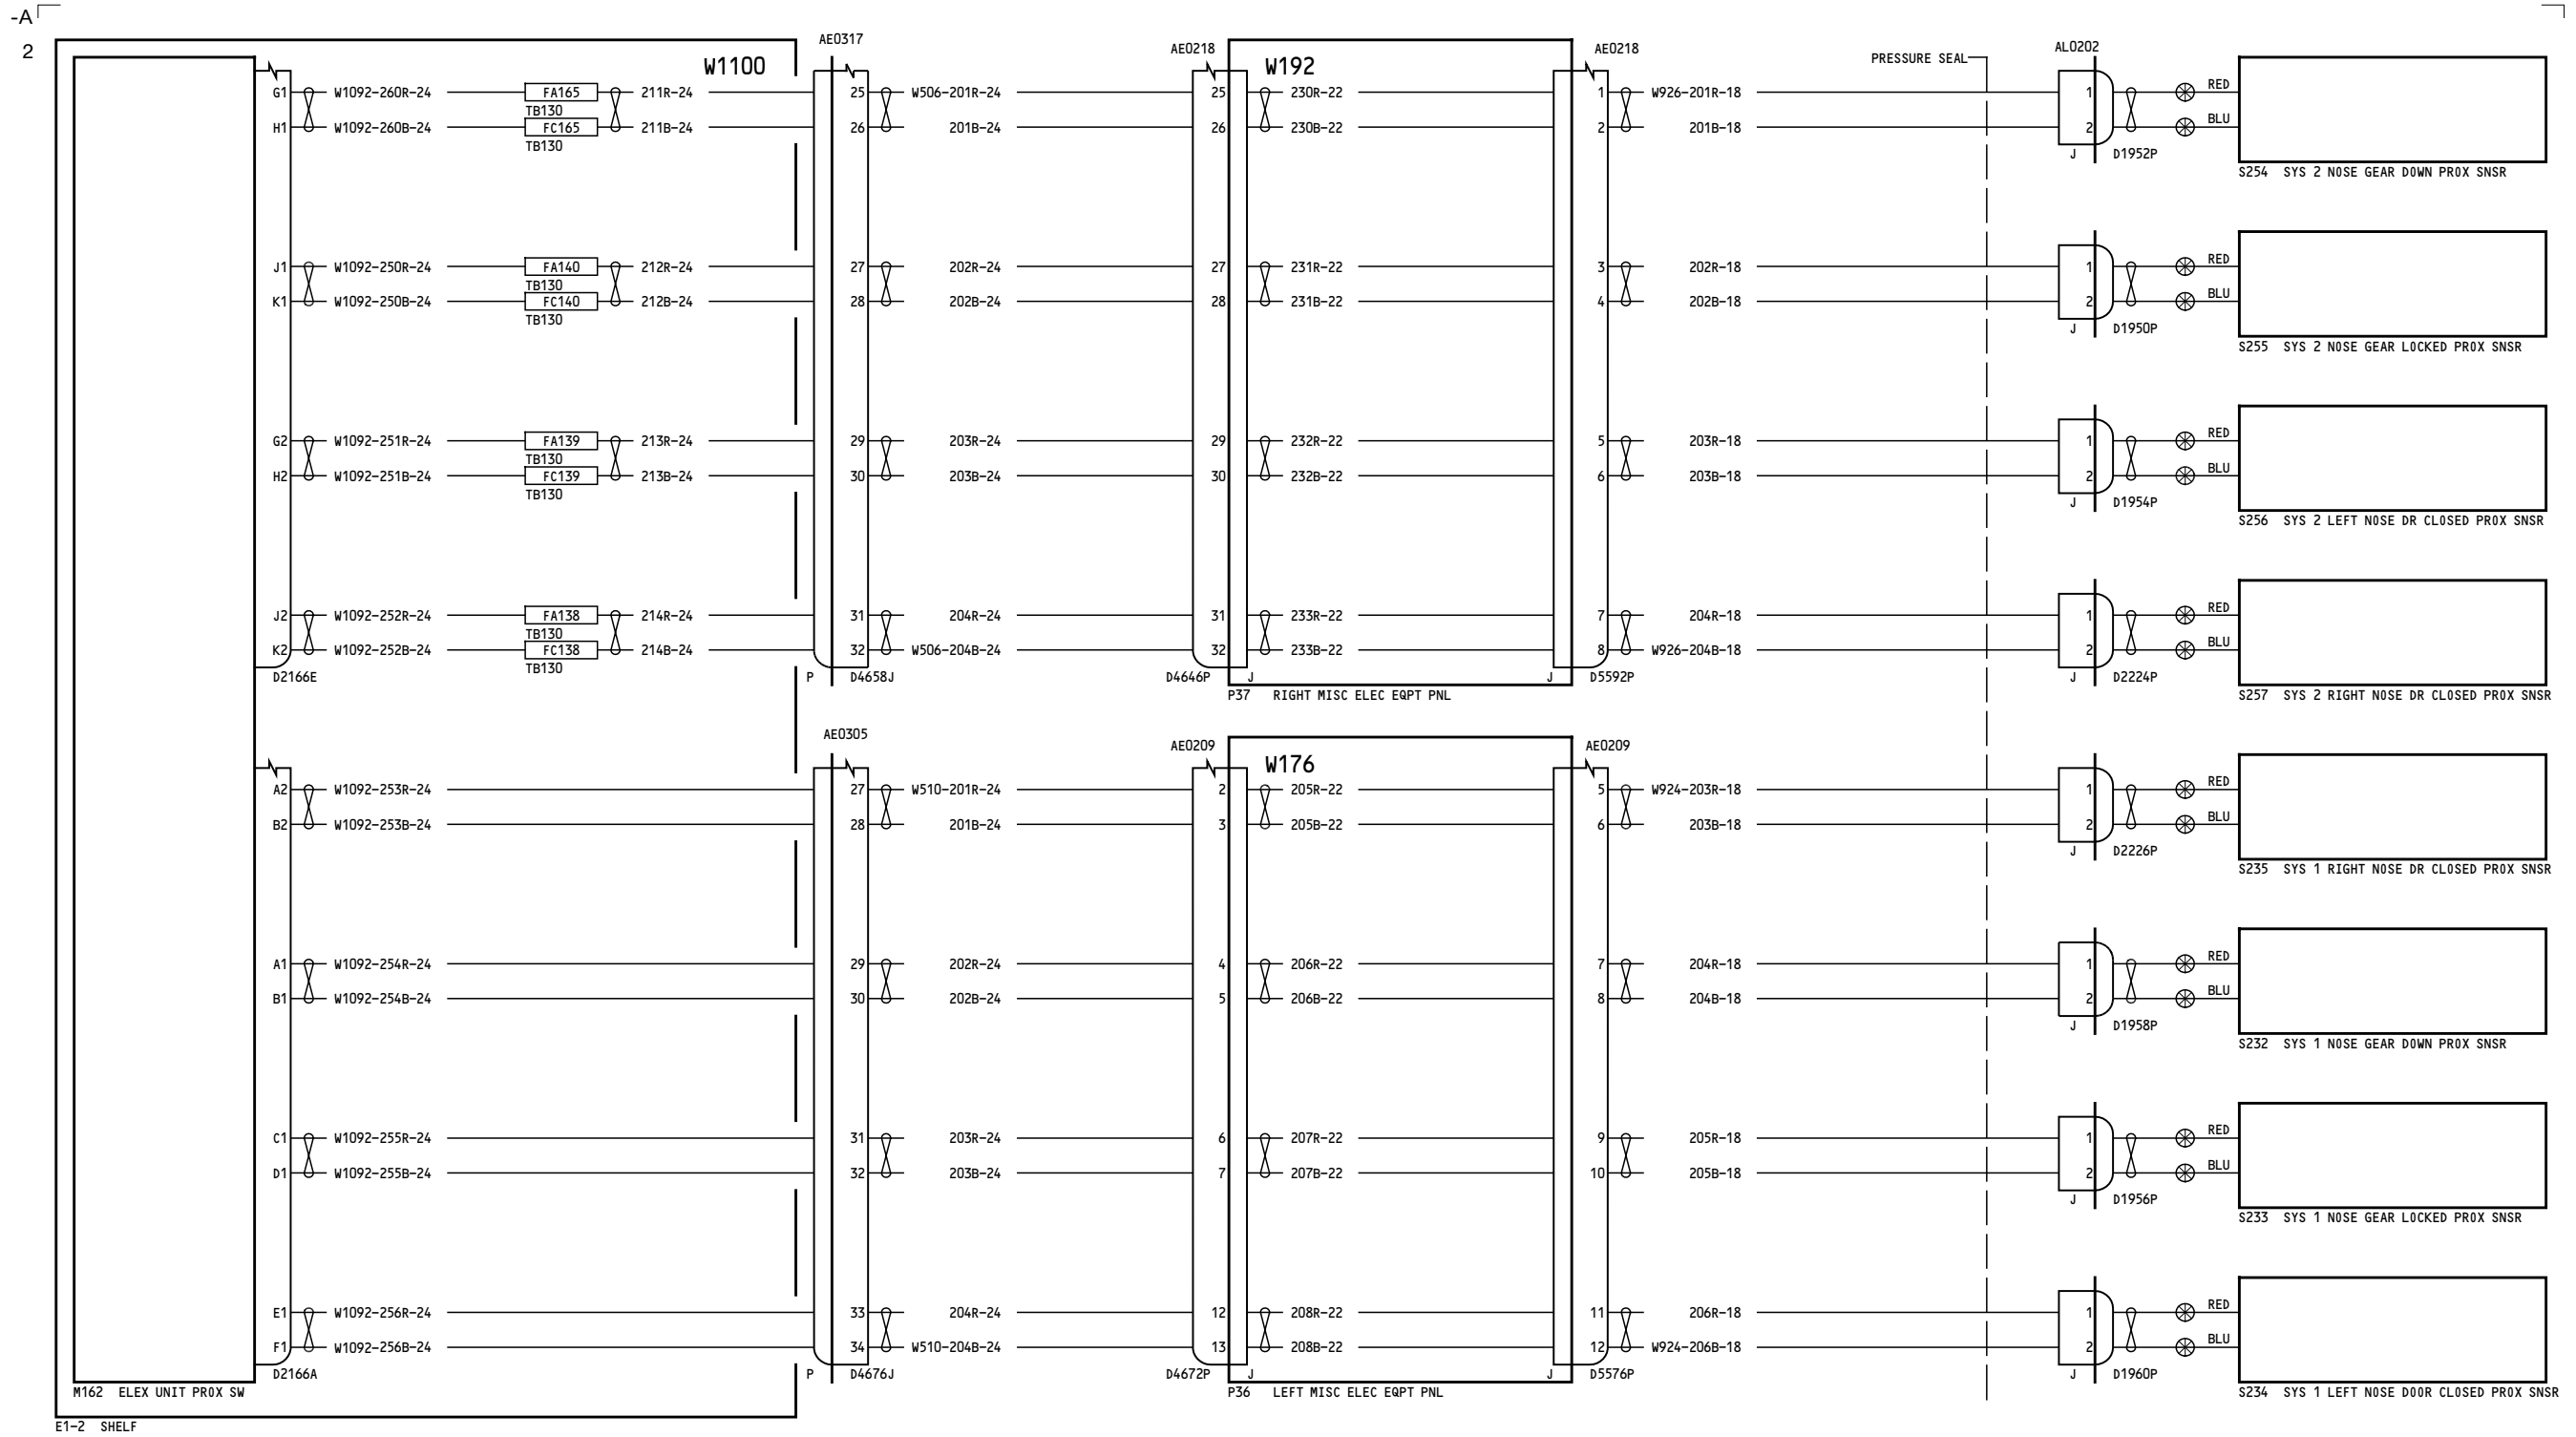 -A
2
AE0317
AE0218
AE0218
PRESSURE SEAL
AL0202
W1100
W192
G1 W1092-260R-24 FA165 211R-24 25 W506-201R-24 25 230R-22 1 W926-201R-18 1 RED
TB130
H1 W1092-260B-24 FC165 211B-24 26 201B-24 26 230B-22 2 201B-18 2 BLU
TB130
J D1952P
S254 SYS 2 NOSE GEAR DOWN PROX SNSR
J1 W1092-250R-24 FA140 212R-24 27 202R-24 27 231R-22 3 202R-18 1 RED
TB130
K1 W1092-250B-24 FC140 212B-24 28 202B-24 28 231B-22 4 202B-18 2 BLU
TB130
J D1950P
S255 SYS 2 NOSE GEAR LOCKED PROX SNSR
G2 W1092-251R-24 FA139 213R-24 29 203R-24 29 232R-22 5 203R-18 1 RED
TB130
H2 W1092-251B-24 FC139 213B-24 30 203B-24 30 232B-22 6 203B-18 2 BLU
TB130
J D1954P
S256 SYS 2 LEFT NOSE DR CLOSED PROX SNSR
J2 W1092-252R-24 FA138 214R-24 31 204R-24 31 233R-22 7 204R-18 1 RED
TB130
K2 W1092-252B-24 FC138 214B-24 32 W506-204B-24 32 233B-22 8 W926-204B-18 2 BLU
TB130
D2166E P D4658J D4646P J J D5592P J D2224P
P37 RIGHT MISC ELEC EQPT PNL
S257 SYS 2 RIGHT NOSE DR CLOSED PROX SNSR
AE0305
AE0209
AE0209
W176
A2 W1092-253R-24 27 W510-201R-24 2 205R-22 5 W924-203R-18 1 RED
B2 W1092-253B-24 28 201B-24 3 205B-22 6 203B-18 2 BLU
J D2226P
S235 SYS 1 RIGHT NOSE DR CLOSED PROX SNSR
A1 W1092-254R-24 29 202R-24 4 206R-22 7 204R-18 1 RED
B1 W1092-254B-24 30 202B-24 5 206B-22 8 204B-18 2 BLU
J D1958P
S232 SYS 1 NOSE GEAR DOWN PROX SNSR
C1 W1092-255R-24 31 203R-24 6 207R-22 9 205R-18 1 RED
D1 W1092-255B-24 32 203B-24 7 207B-22 10 205B-18 2 BLU
J D1956P
S233 SYS 1 NOSE GEAR LOCKED PROX SNSR
E1 W1092-256R-24 33 204R-24 12 208R-22 11 206R-18 1 RED
F1 W1092-256B-24 34 W510-204B-24 13 208B-22 12 W924-206B-18 2 BLU
D2166A P D4676J D4672P J J D5576P J D1960P
M162 ELEX UNIT PROX SW
P36 LEFT MISC ELEC EQPT PNL
S234 SYS 1 LEFT NOSE DOOR CLOSED PROX SNSR
E1-2 SHELF